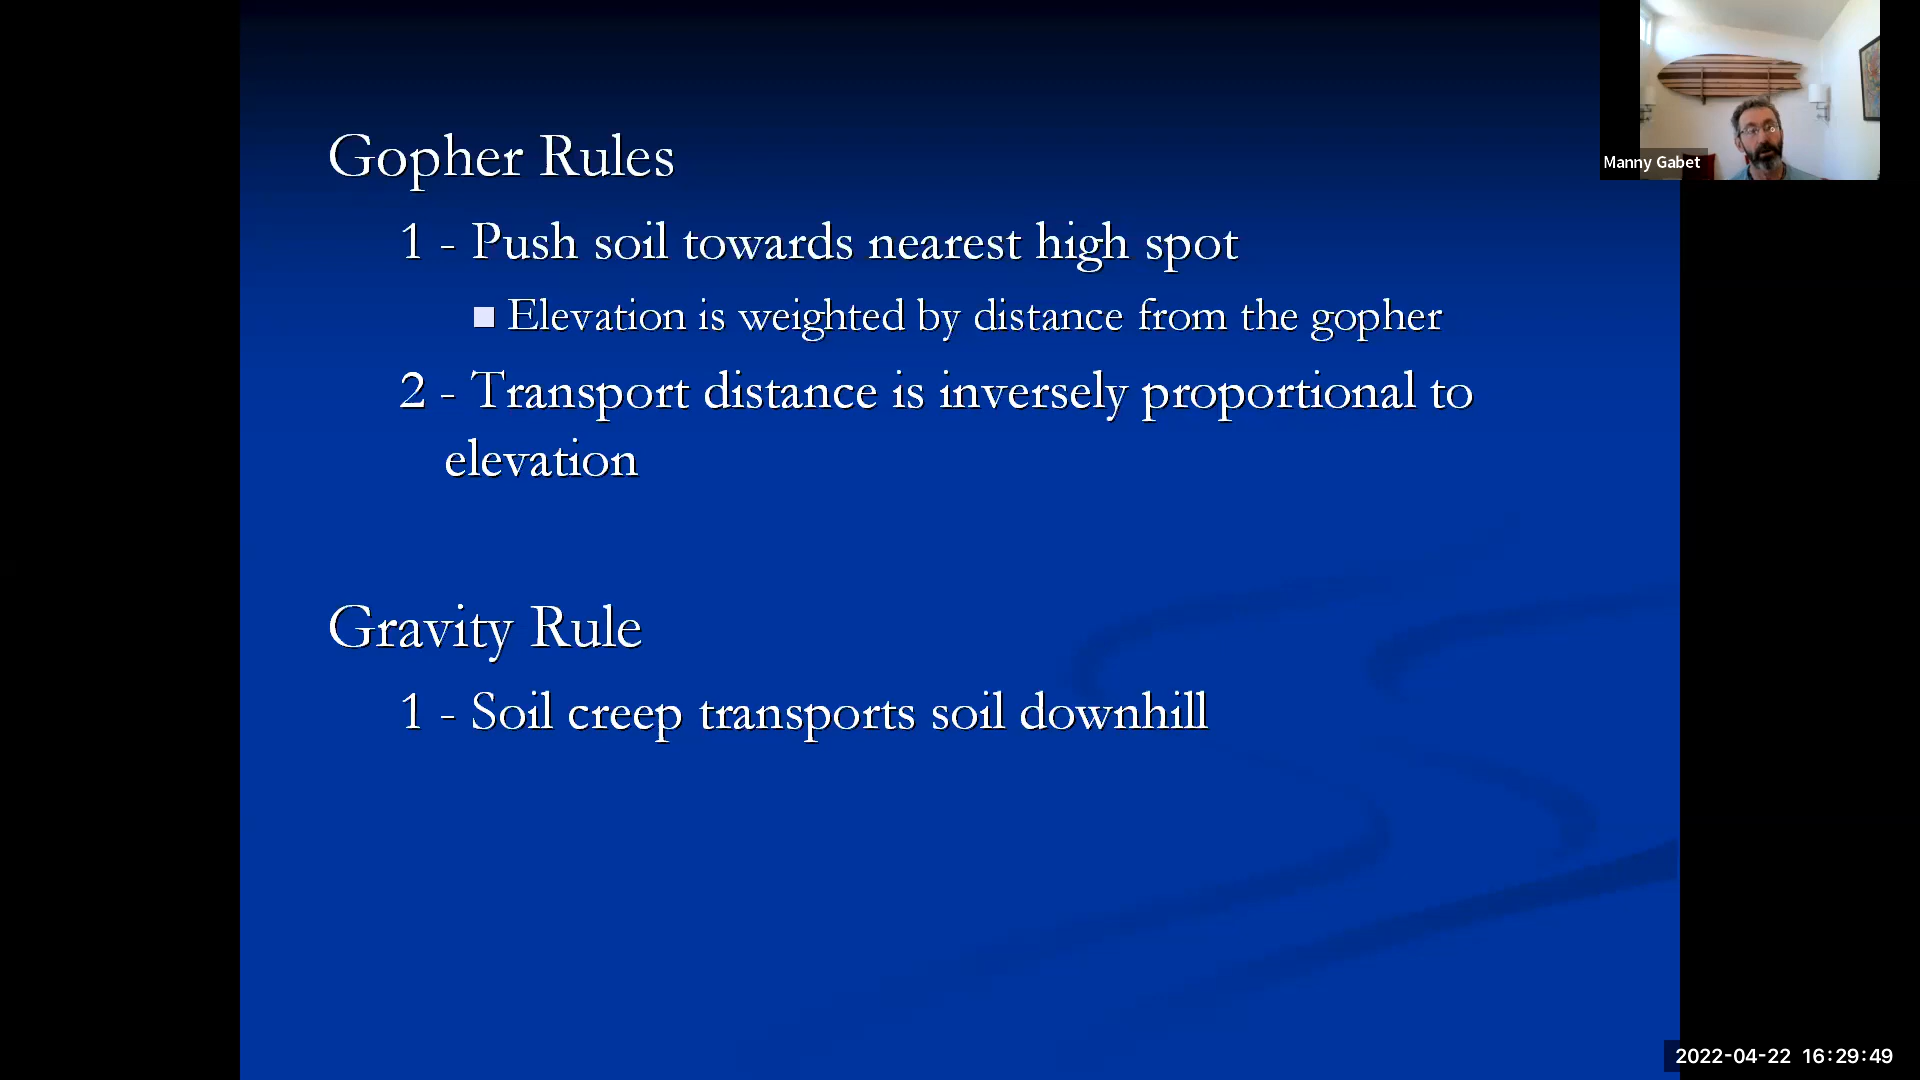 Gopher Rules
1 - Push soil towards nearest high spot
Elevation is weighted by distance from the gopher
2 - Transport distance is inversely proportional to
elevation
Gravity Rule
1 - Soil creep transports soil downhill
Manny Gabet
2022-04-22 16:29:49